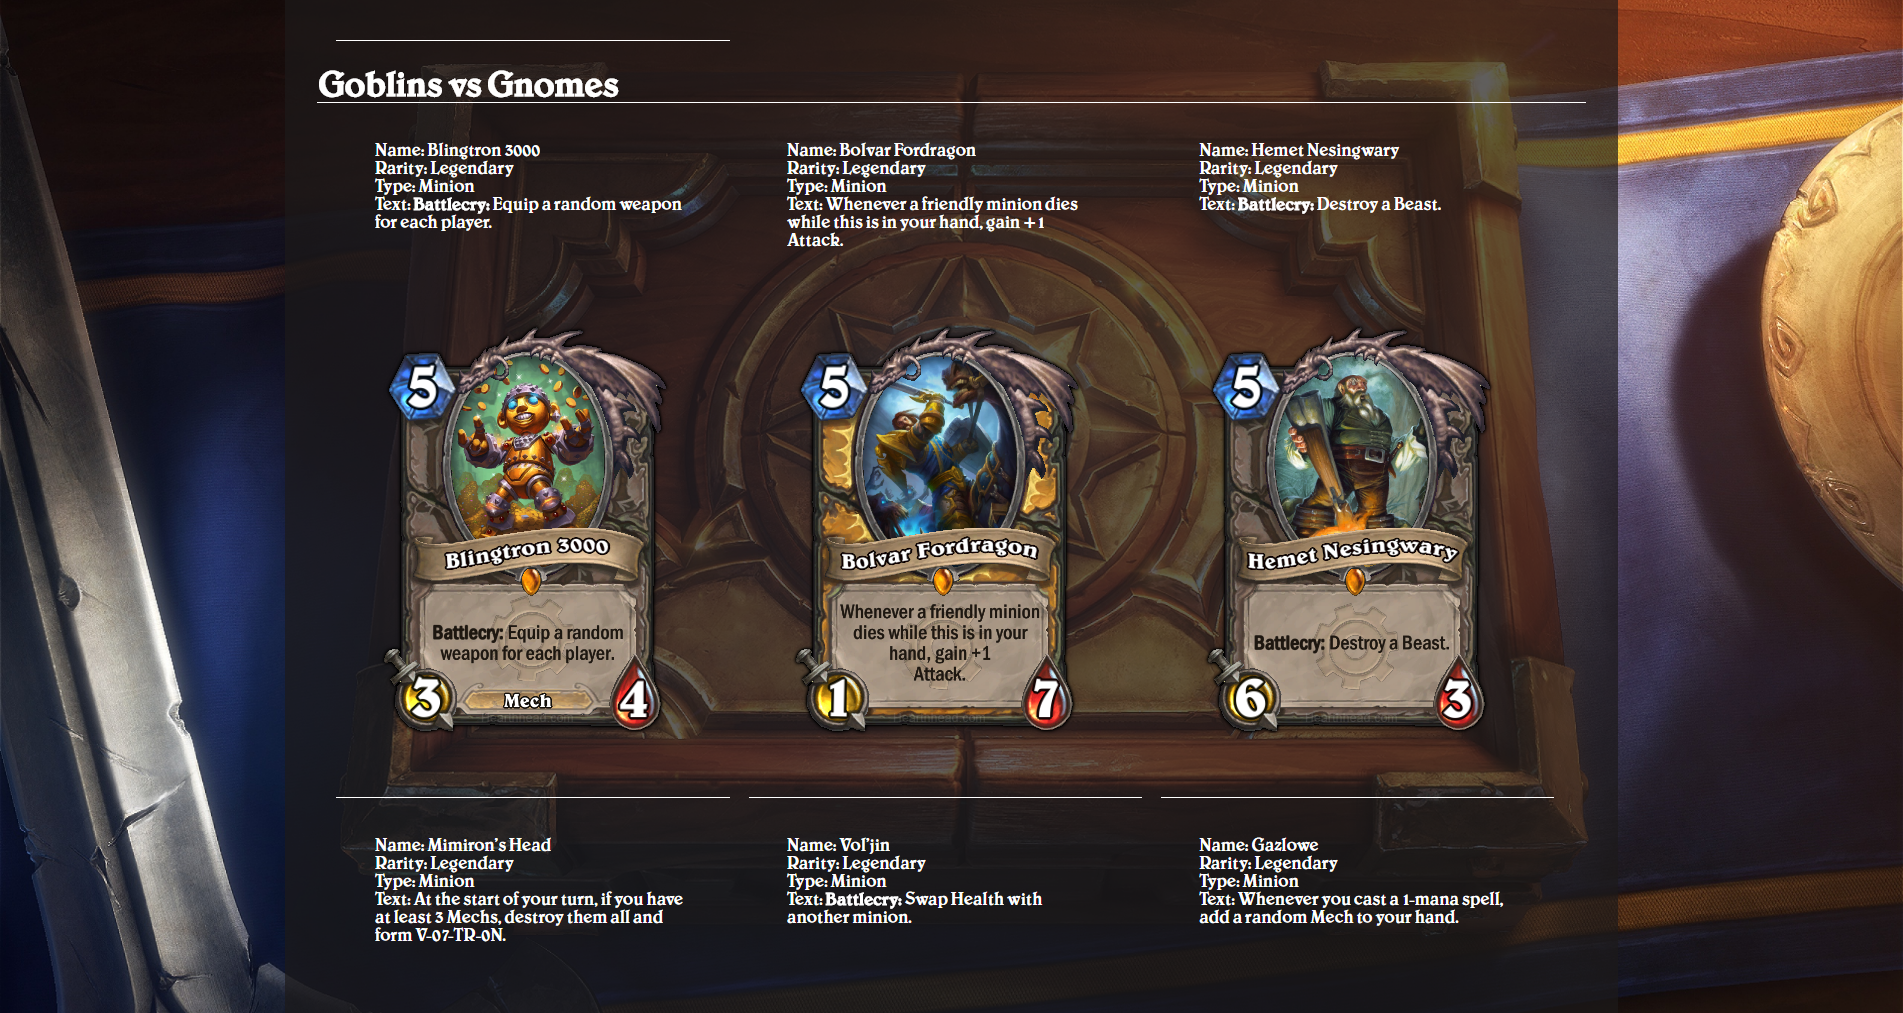 Goblins vs Gnomes
Name: Blingtron 3000
Rarity: Legendary
Type: Minion
Text: Battlecry: Equip a random weapon
for each player.
Name: Bolvar Fordragon
Rarity: Legendary
Type: Minion
Text: Whenever a friendly minion dies
while this is in your hand, gain +1
Attack.
Name: Hemet Nesingwary
Rarity: Legendary
Type: Minion
Text: Battlecry: Destroy a Beast.
5
Blingtron 3000
Battlecry: Equip a random
weapon for each player.
3
Mech
4
5
Bolvar Fordragon
Whenever a friendly minion
dies while this is in your
hand, gain +1
Attack.
1
7
5
Hemet Nesingwary
Battlecry: Destroy a Beast.
6
3
Name: Mimiron's Head
Rarity: Legendary
Type: Minion
Text: At the start of your turn, if you have
at least 3 Mechs, destroy them all and
form V-07-TR-0N.
Name: Vol'jin
Rarity: Legendary
Type: Minion
Text: Battlecry: Swap Health with
another minion.
Name: Gazlowe
Rarity: Legendary
Type: Minion
Text: Whenever you cast a 1-mana spell,
add a random Mech to your hand.